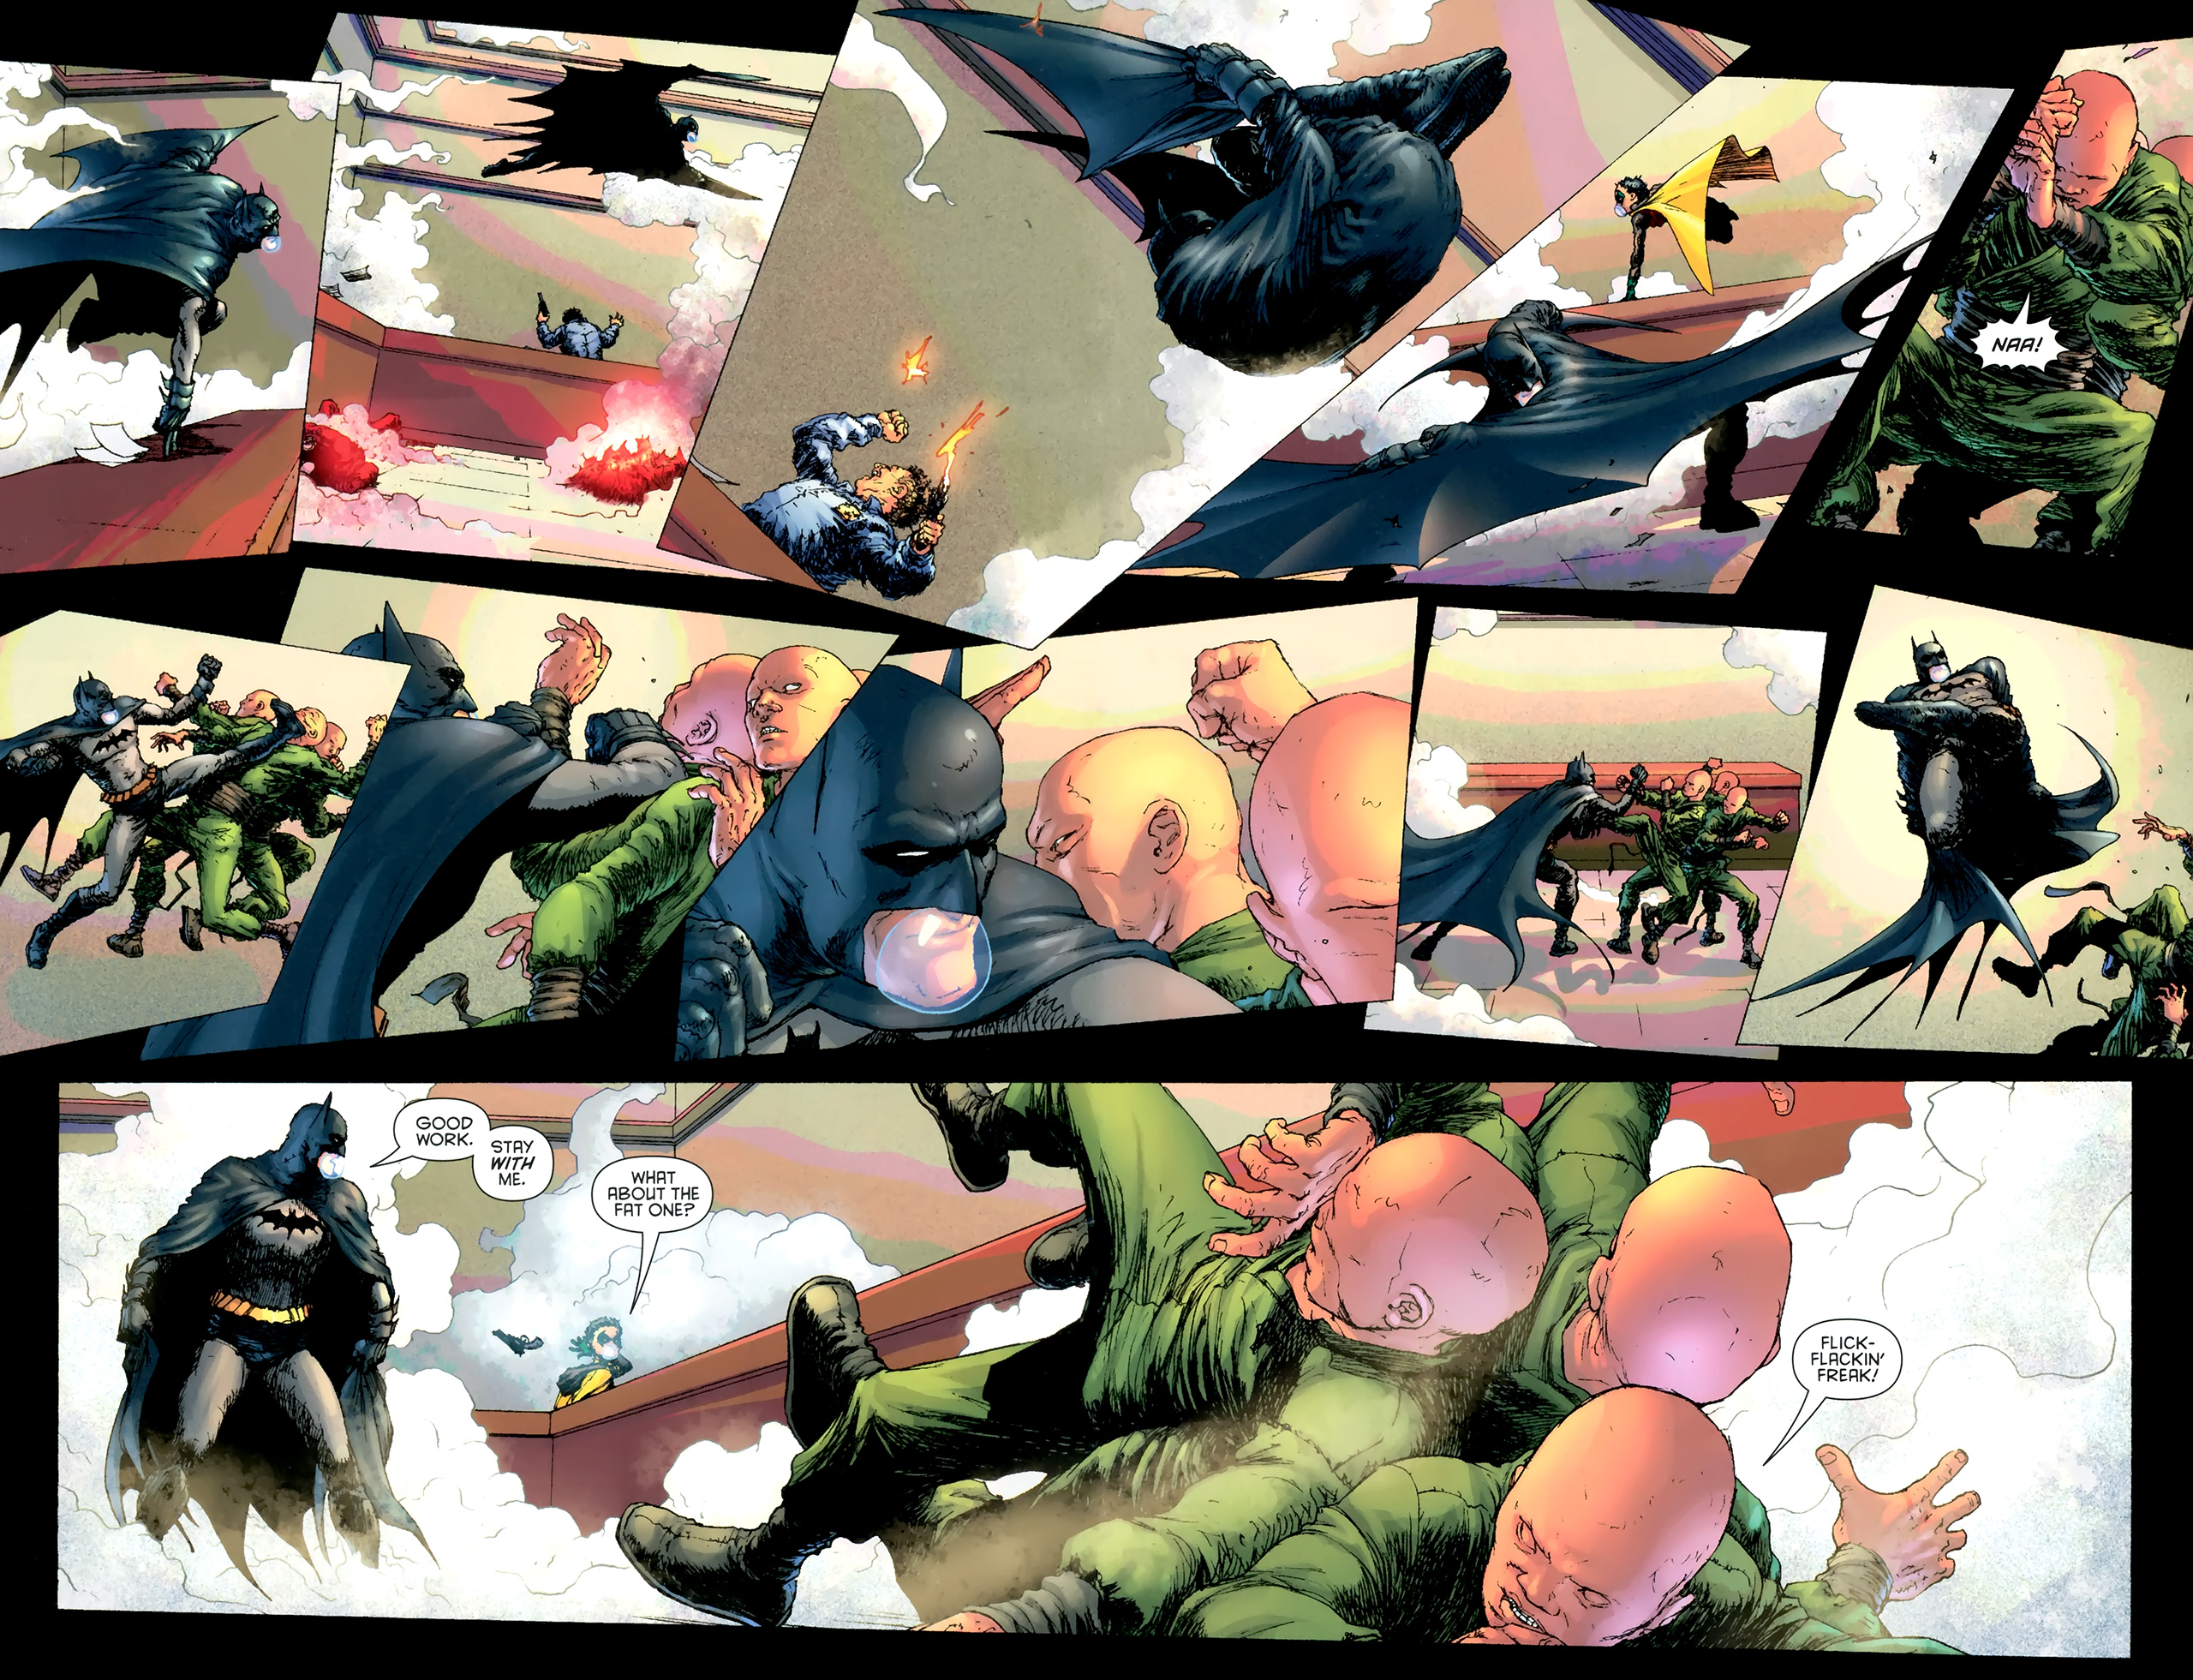 NAA!
GOOD
WORK.
STAY
WITH
ME.
WHAT
ABOUT THE
FAT ONE?
FLICK-
FLACKIN'
FREAK!